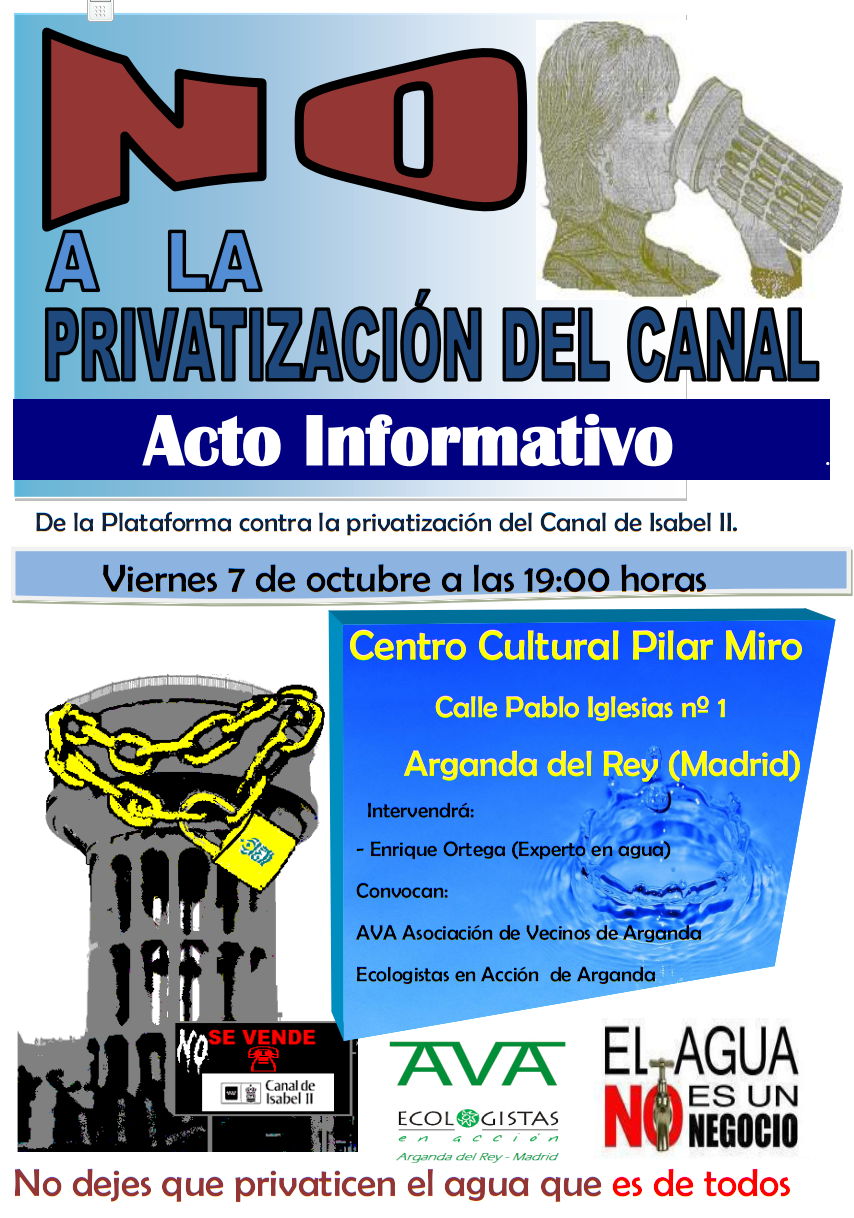 NO
A LA
PRIVATIZACIÓN DEL CANAL
Acto Informativo
De la Plataforma contra la privatización del Canal de Isabel II.
Viernes 7 de octubre a las 19:00 horas
Centro Cultural Pilar Miro
Calle Pablo Iglesias nº 1
Arganda del Rey (Madrid)
Intervendrá:
- Enrique Ortega (Experto en agua)
Convocan:
AVA Asociación de Vecinos de Arganda
Ecologistas en Acción de Arganda
NO SE VENDE
Canal de
Isabel II
AVA
ECOLOGISTAS
en acción
Arganda del Rey - Madrid
EL AGUA
NO ES UN
NEGOCIO
No dejes que privaticen el agua que es de todos